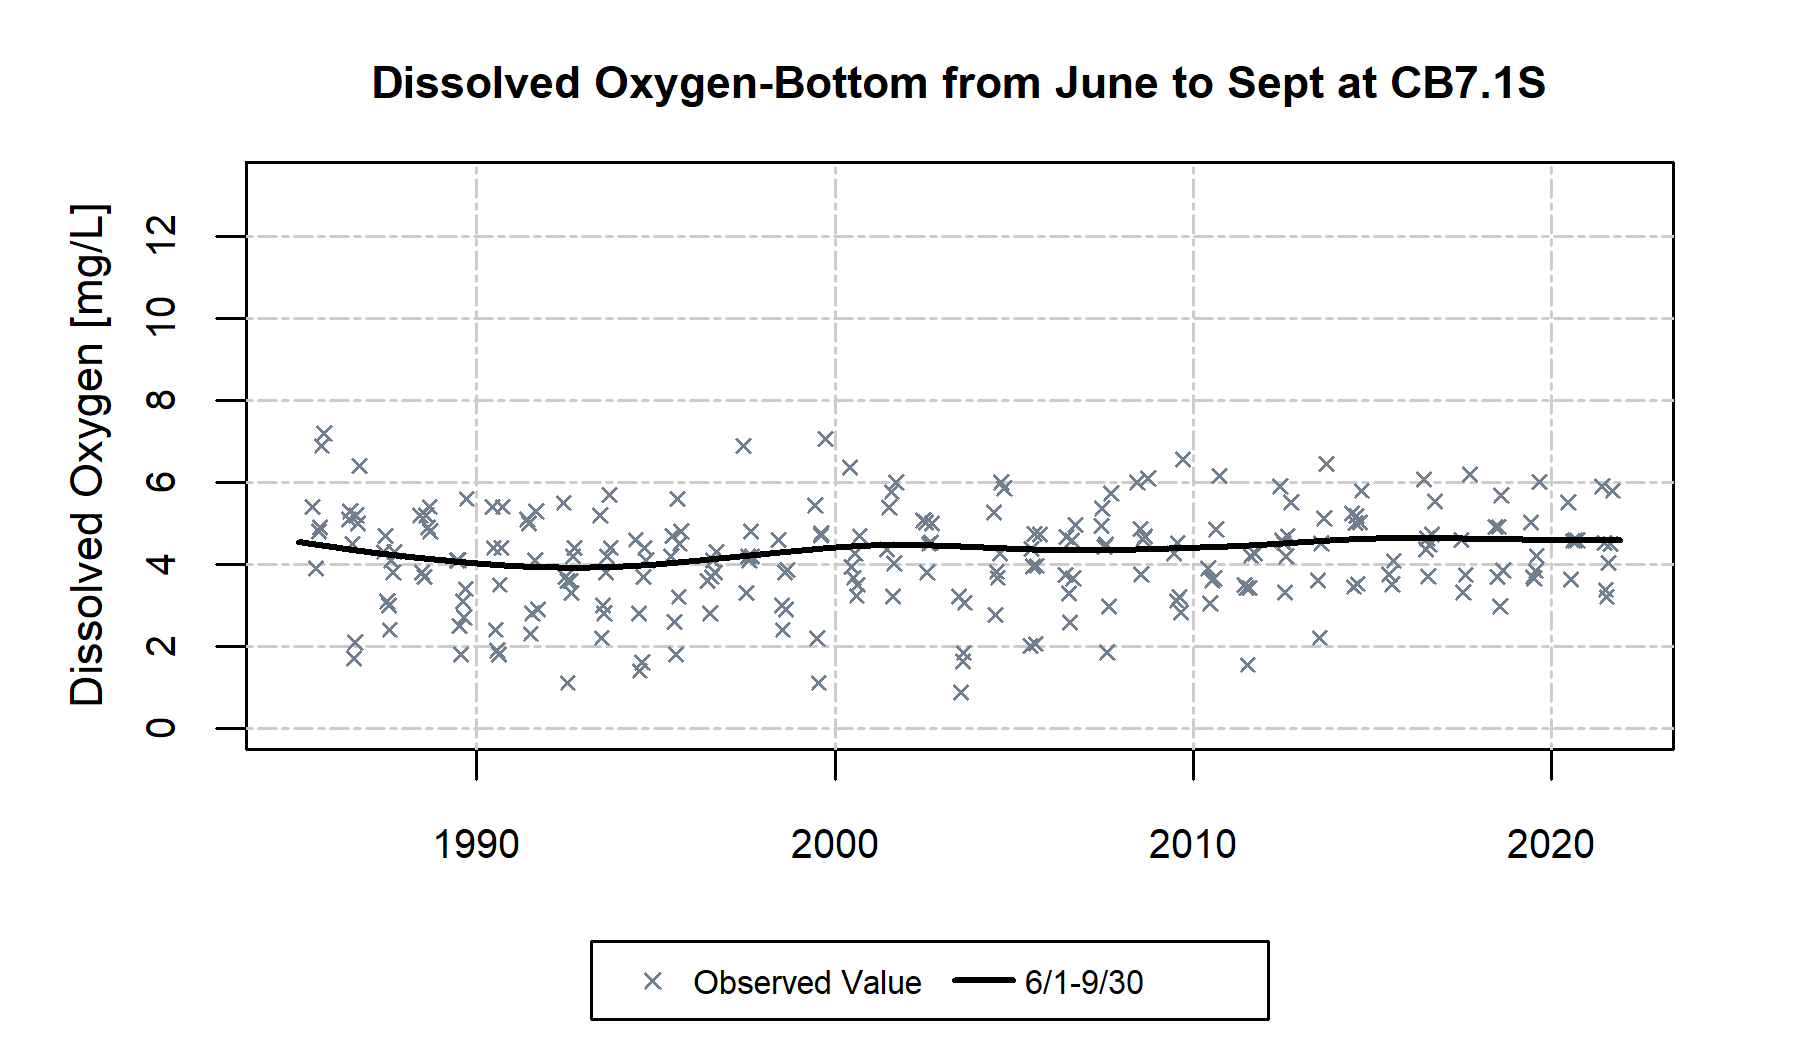 Dissolved Oxygen-Bottom from June to Sept at CB7.1S
Dissolved Oxygen [mg/L]
12
10
8
6
4
2
0
1990 2000 2010 2020
Observed Value 6/1-9/30